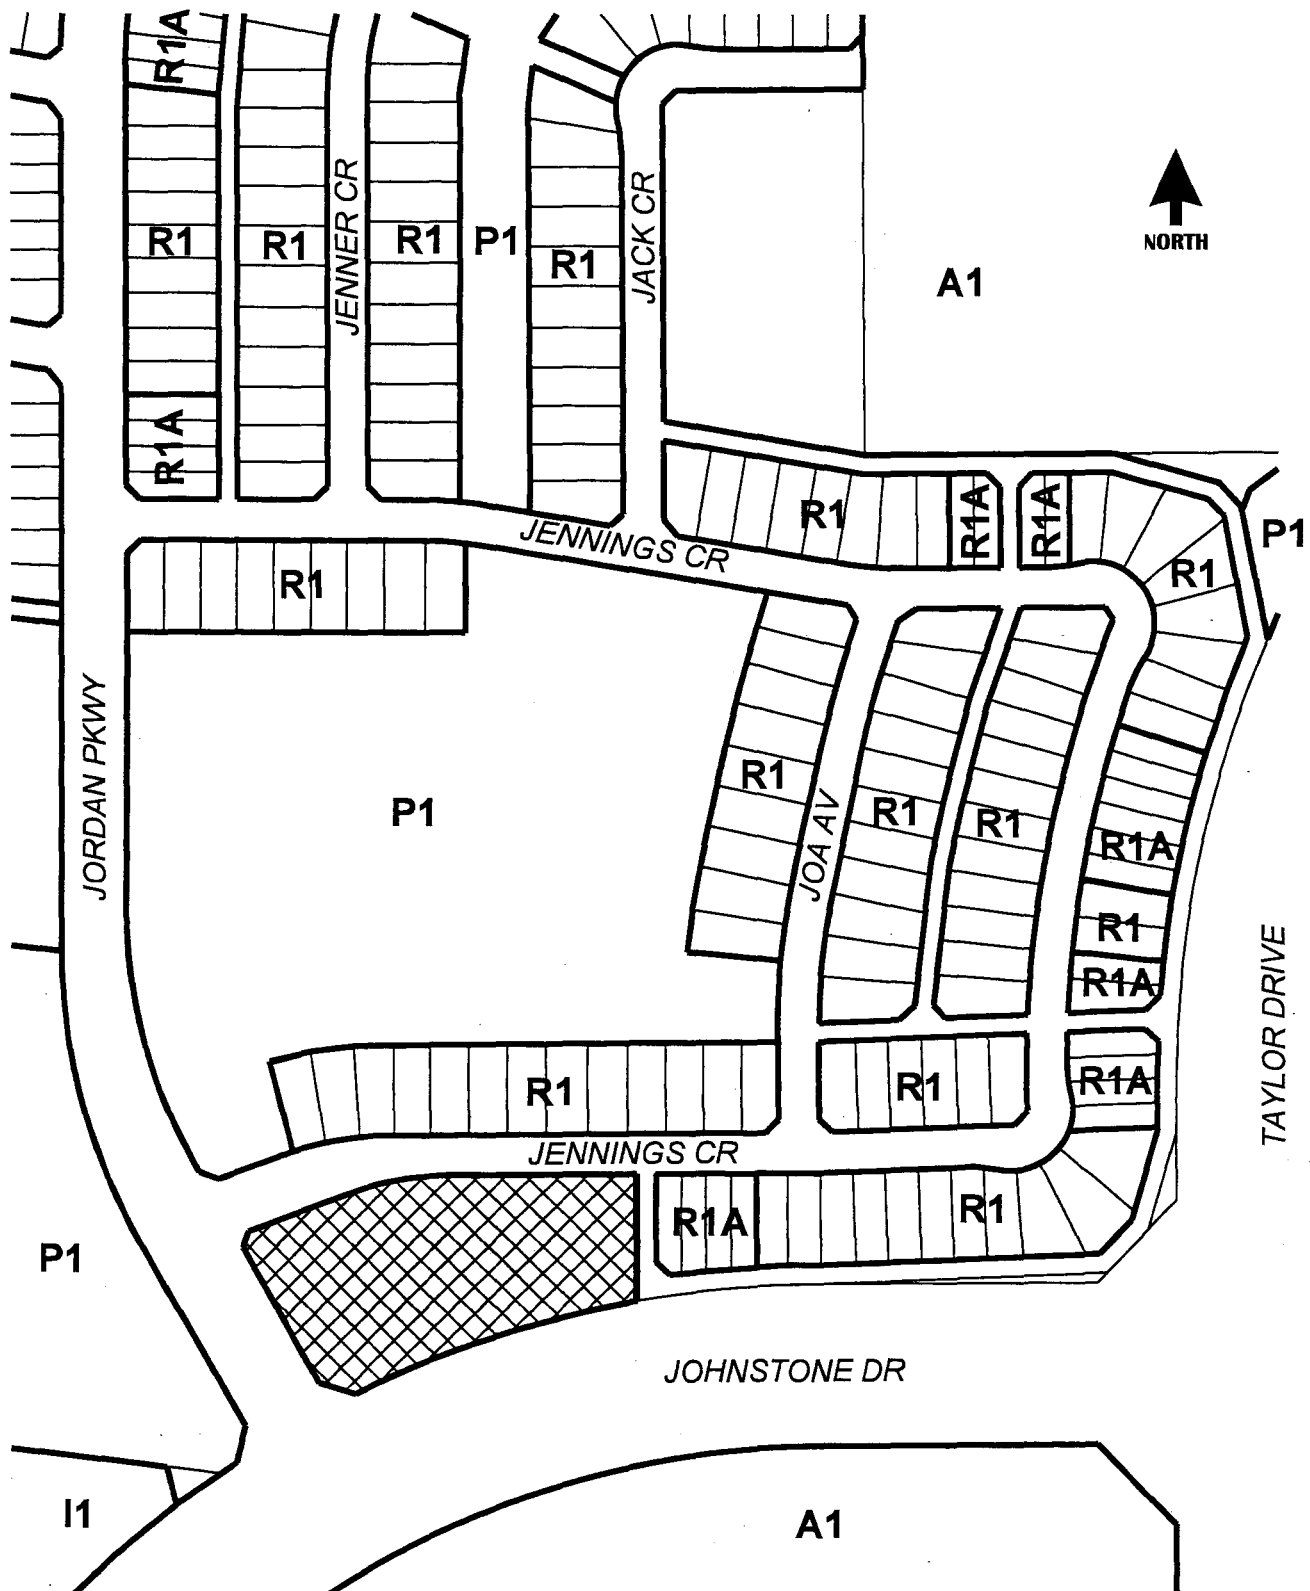 R1A
R1
R1
JENNER CR
R1
P1
R1
JACK CR
A1
NORTH
R1A
JENNINGS CR
R1
R1A
R1A
P1
R1
R1
JORDAN PKWY
P1
R1
JOA AV
R1
R1
R1A
R1
R1A
TAYLOR DRIVE
R1
R1
R1A
JENNINGS CR
R1A
R1
P1
JOHNSTONE DR
I1
A1